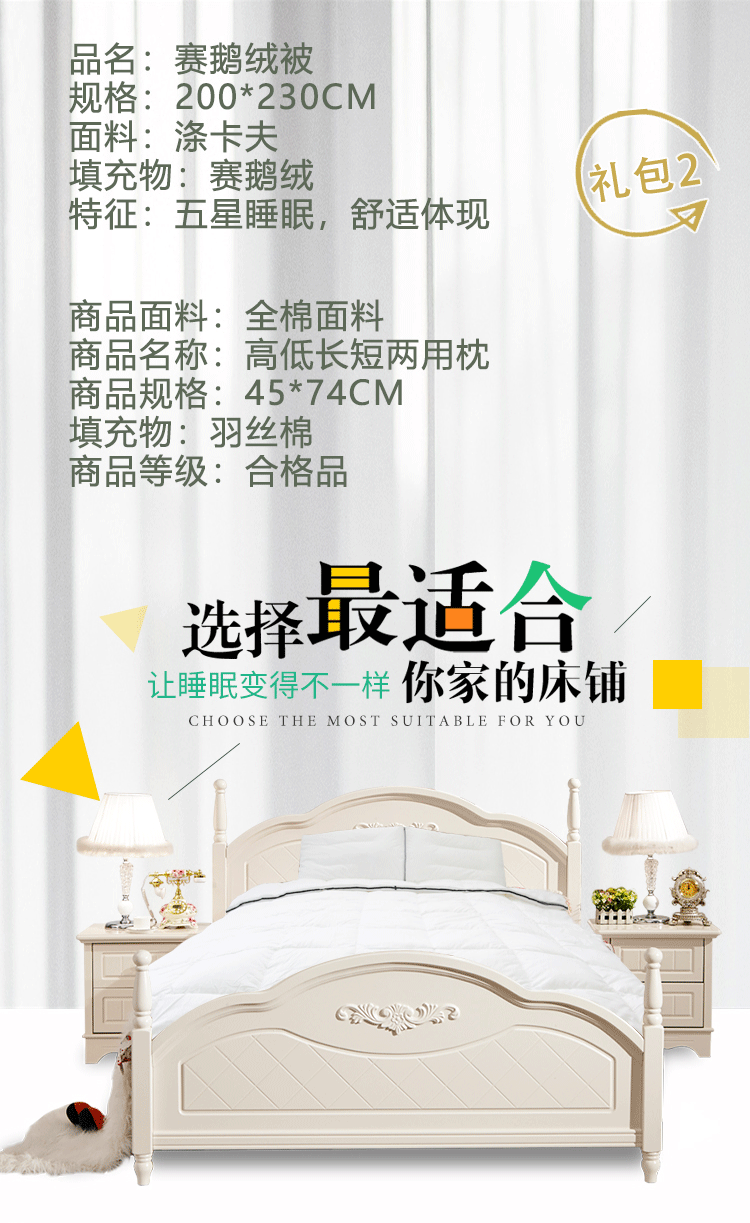 品名：赛鹅绒被
规格：200*230CM
面料：涤卡夫
填充物：赛鹅绒
特征：五星睡眠，舒适体现
礼包2
商品面料：全棉面料
商品名称：高低长短两用枕
商品规格：45*74CM
填充物：羽丝棉
商品等级：合格品
选择最适合
让睡眠变得不一样 你家的床铺
CHOOSE THE MOST SUITABLE FOR YOU